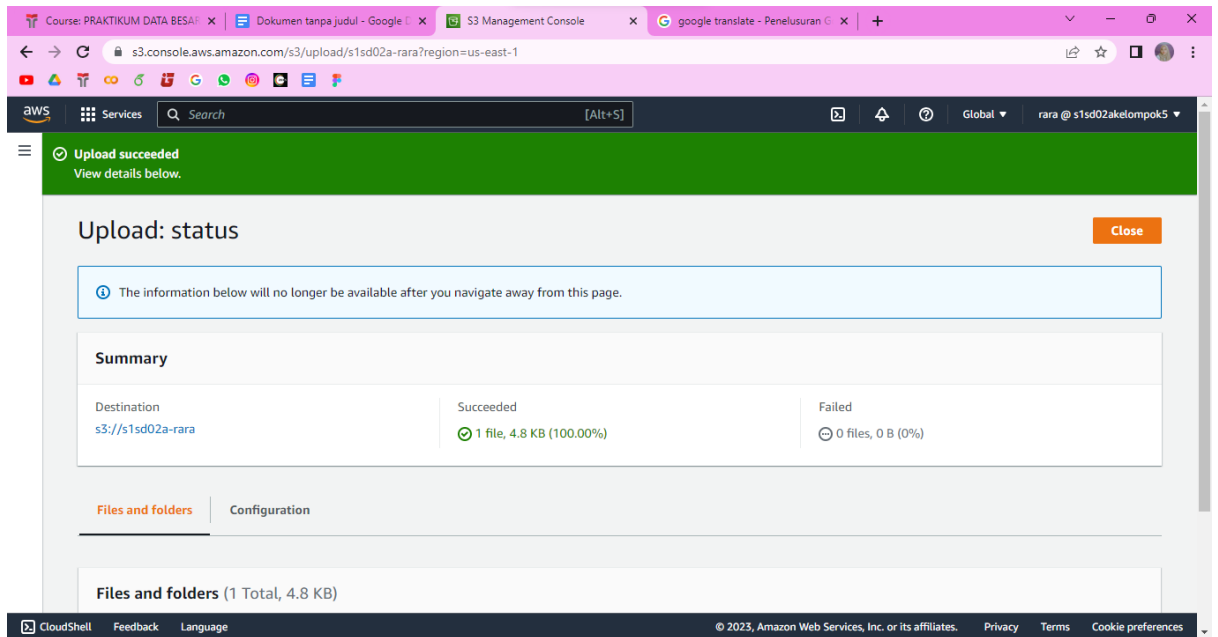 Course: PRAKTIKUM DATA BESAR
Dokumen tanpa judul - Google D
S3 Management Console
google translate - Penelusuran G
s3.console.aws.amazon.com/s3/upload/s1sd02a-rara?region=us-east-1
aws
Services
Search
[Alt+S]
Global
rara @ s1sd02akelompok5
Upload succeeded
View details below.
Upload: status
Close
The information below will no longer be available after you navigate away from this page.
Summary
Destination
s3://s1sd02a-rara
Succeeded
1 file, 4.8 KB (100.00%)
Failed
0 files, 0 B (0%)
Files and folders
Configuration
Files and folders (1 Total, 4.8 KB)
CloudShell
Feedback
Language
© 2023, Amazon Web Services, Inc. or its affiliates.
Privacy
Terms
Cookie preferences